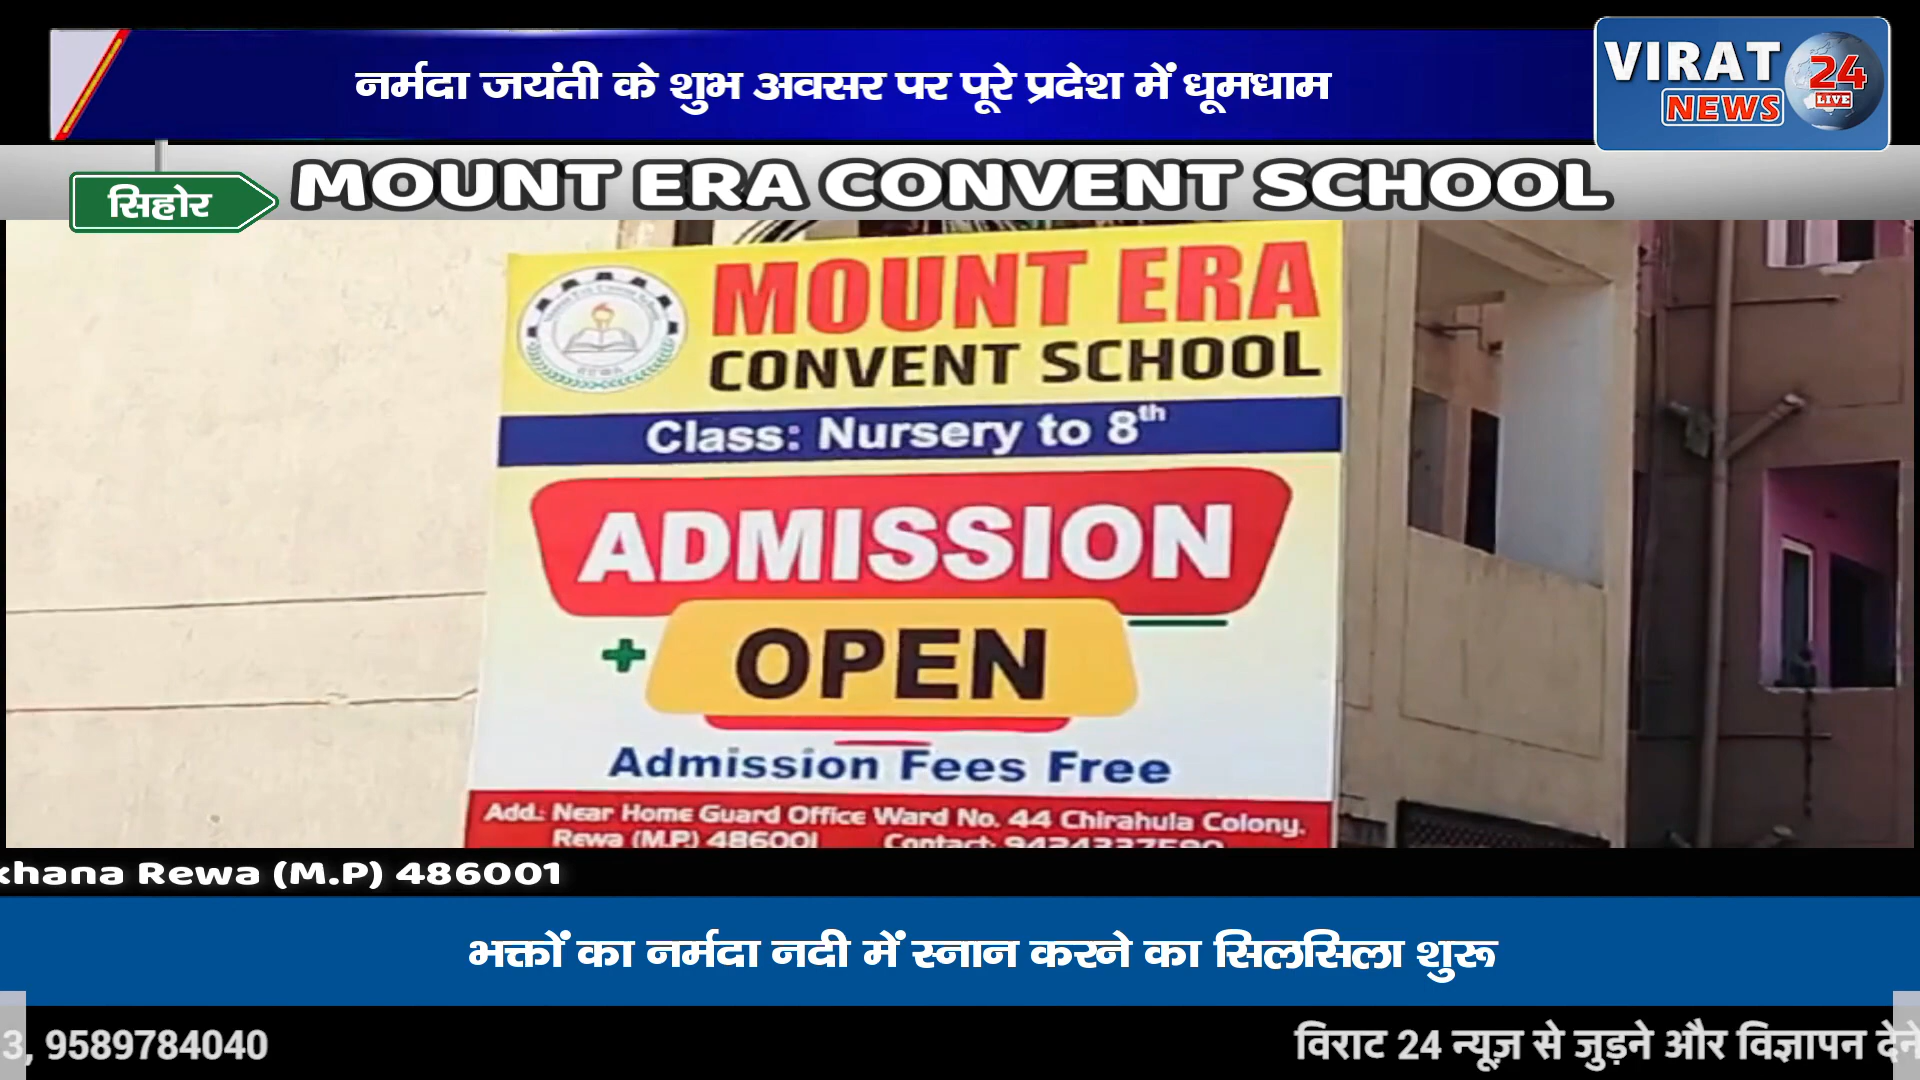 नर्मदा जयंती के शुभ अवसर पर पूरे प्रदेश में धूमधाम
VIRAT
24
LIVE
NEWS
सिहोर
MOUNT ERA CONVENT SCHOOL
MOUNT ERA
CONVENT SCHOOL
REWA
Class: Nursery to 8th
ADMISSION
+ OPEN
Admission Fees Free
Add.: Near Home Guard Office Ward No. 44 Chirahula Colony.
Rewa (M.P.) 486001 Contact:
Rewa (M.P) 486001
भक्तों का नर्मदा नदी में स्नान करने का सिलसिला शुरू
3, 9589784040
विराट 24 न्यूज़ से जुड़ने और विज्ञापन देने